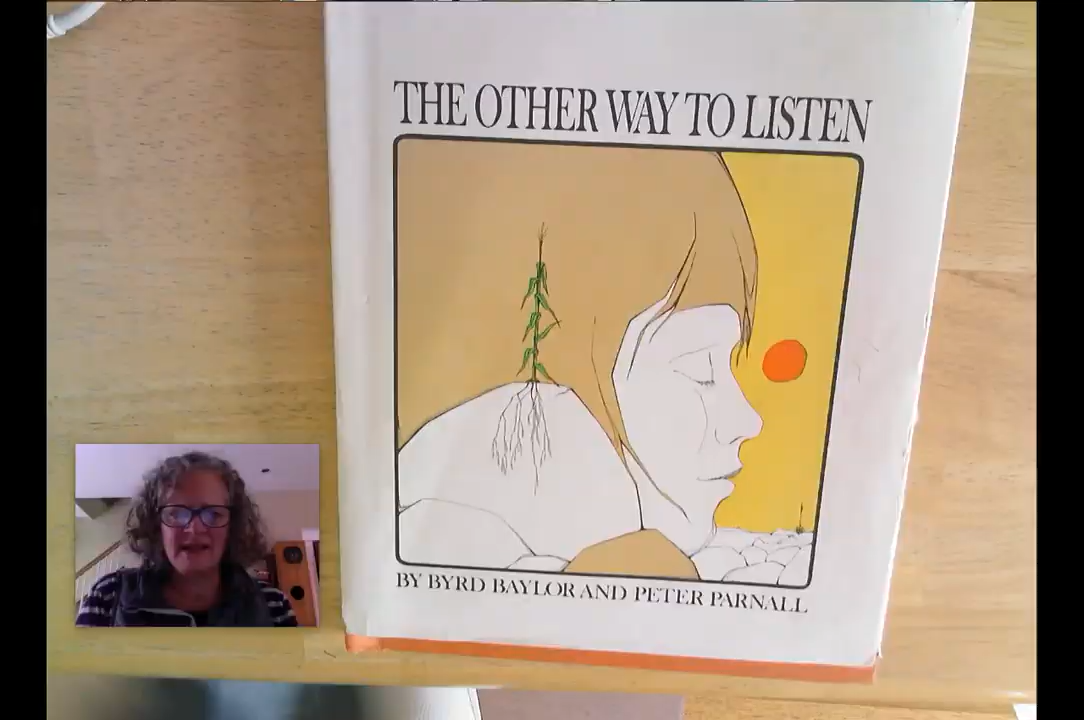 THE OTHER WAY TO LISTEN
BY BYRD BAYLOR AND PETER PARNALL